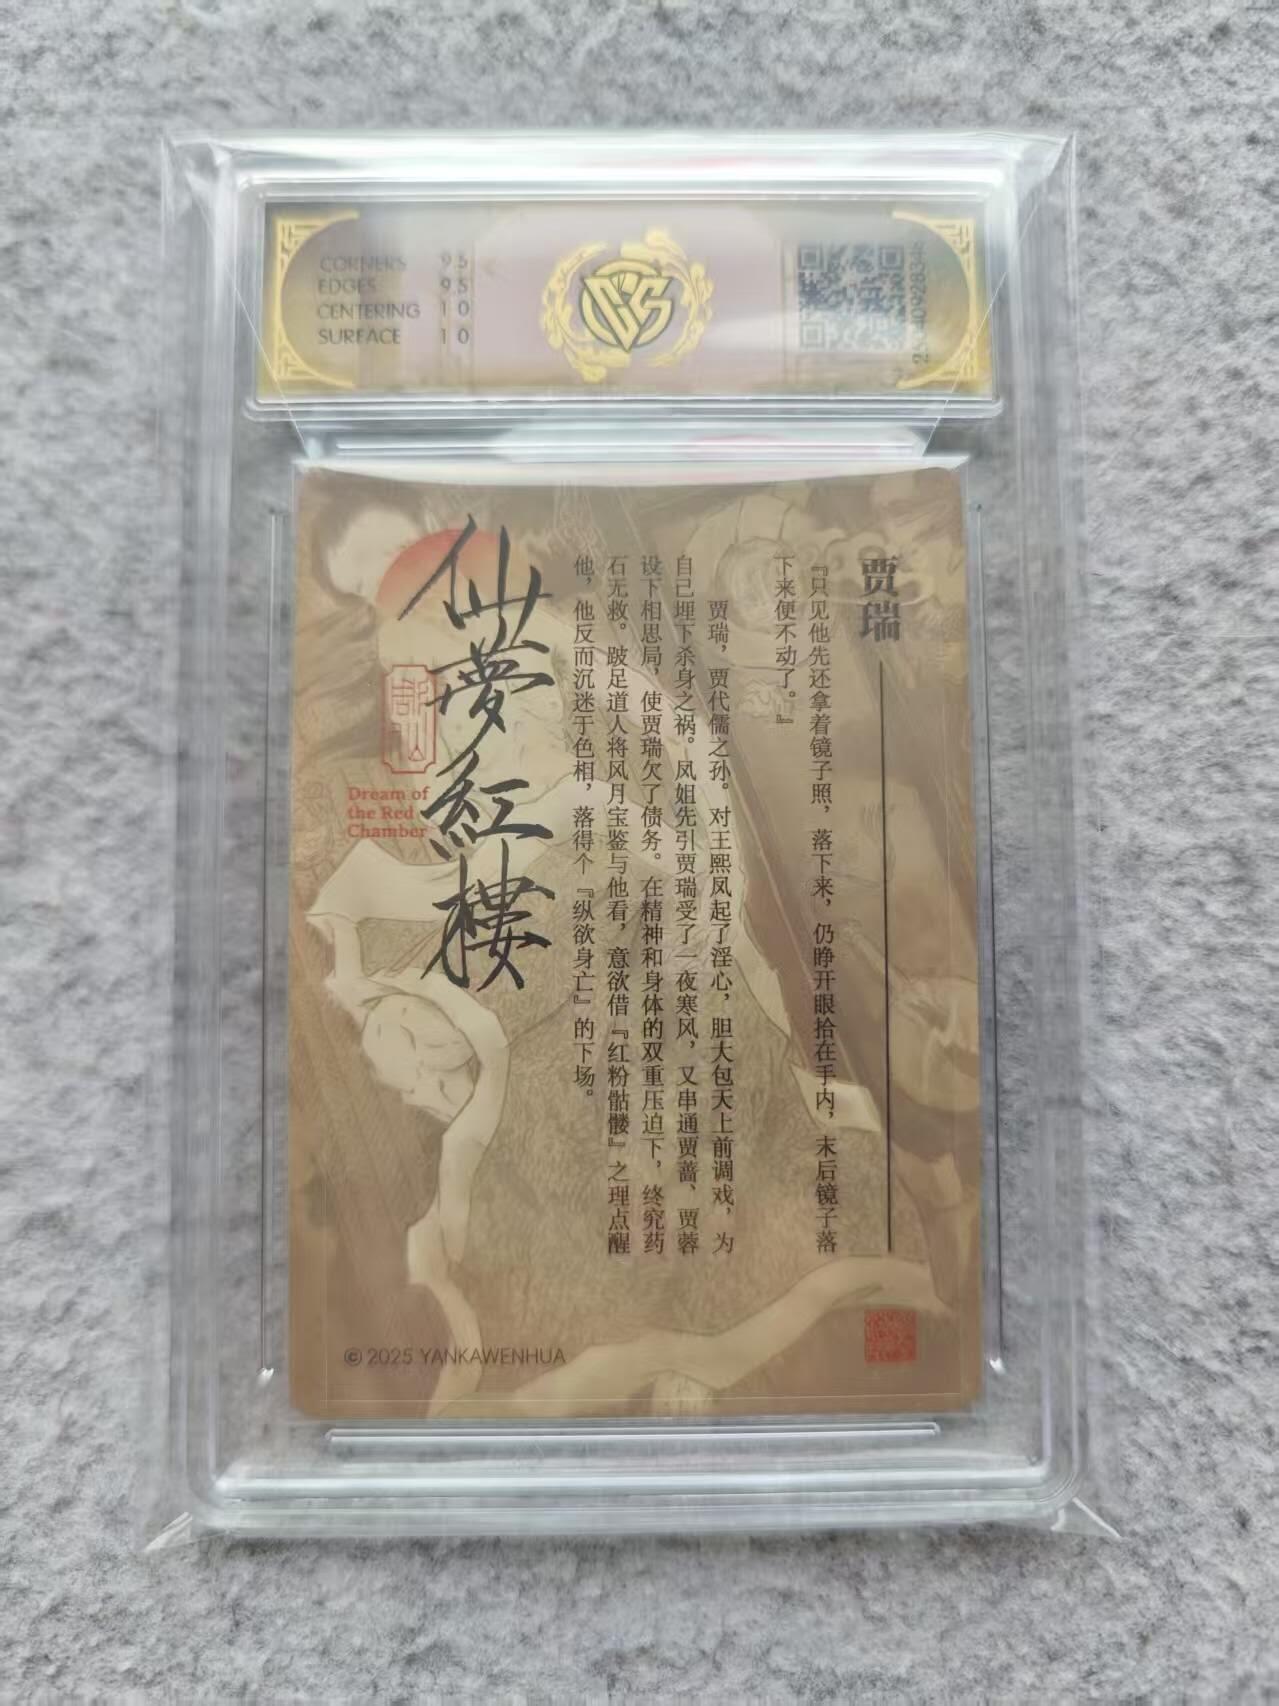 CORNERS 9.5
EDGES 9.5
CENTERING 10
SURFACE 10
CCS
贾瑞
『只见他先还拿着镜子照，落下来，仍睁开眼拾在手内，末后镜子落
下来便不动了。』
贾瑞，贾代儒之孙。对王熙凤起了淫心，胆大包天上前调戏，为
自己埋下杀身之祸。凤姐先引贾瑞受了一夜寒风，又串通贾蔷、贾蓉
设下相思局，使贾瑞欠了债务。在精神和身体的双重压迫下，终究药
石无救。跛足道人将风月宝鉴与他看，意欲借『红粉骷髅』之理点醒
他，他反而沉迷于色相，落得个『纵欲身亡』的下场。
仙夢紅樓
Dream of
the Red
Chamber
© 2025 YANKAWENHUA